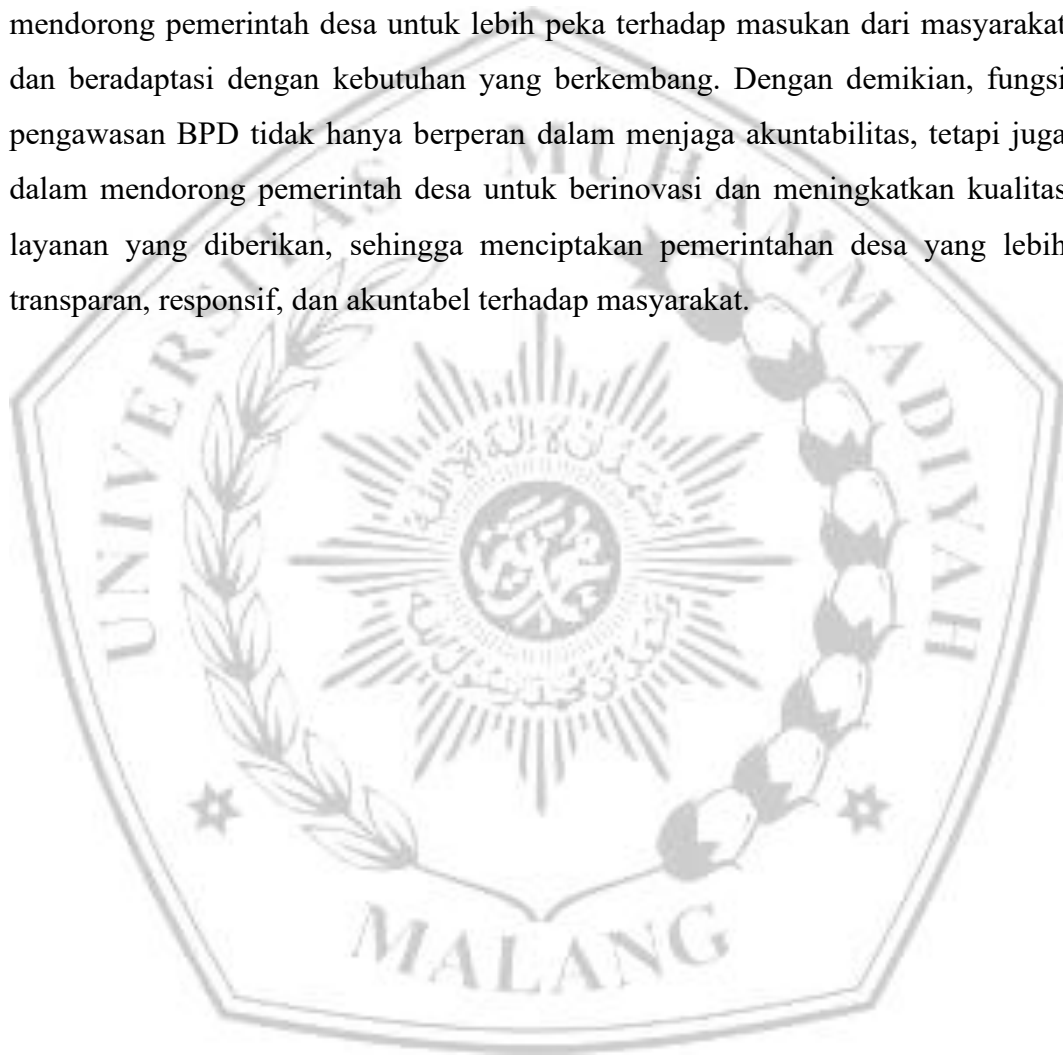 mendorong pemerintah desa untuk lebih peka terhadap masukan dari masyarakat
dan beradaptasi dengan kebutuhan yang berkembang. Dengan demikian, fungsi
pengawasan BPD tidak hanya berperan dalam menjaga akuntabilitas, tetapi juga
dalam mendorong pemerintah desa untuk berinovasi dan meningkatkan kualitas
layanan yang diberikan, sehingga menciptakan pemerintahan desa yang lebih
transparan, responsif, dan akuntabel terhadap masyarakat.
UNIVERSITAS MUHAMMADIYAH
MALANG